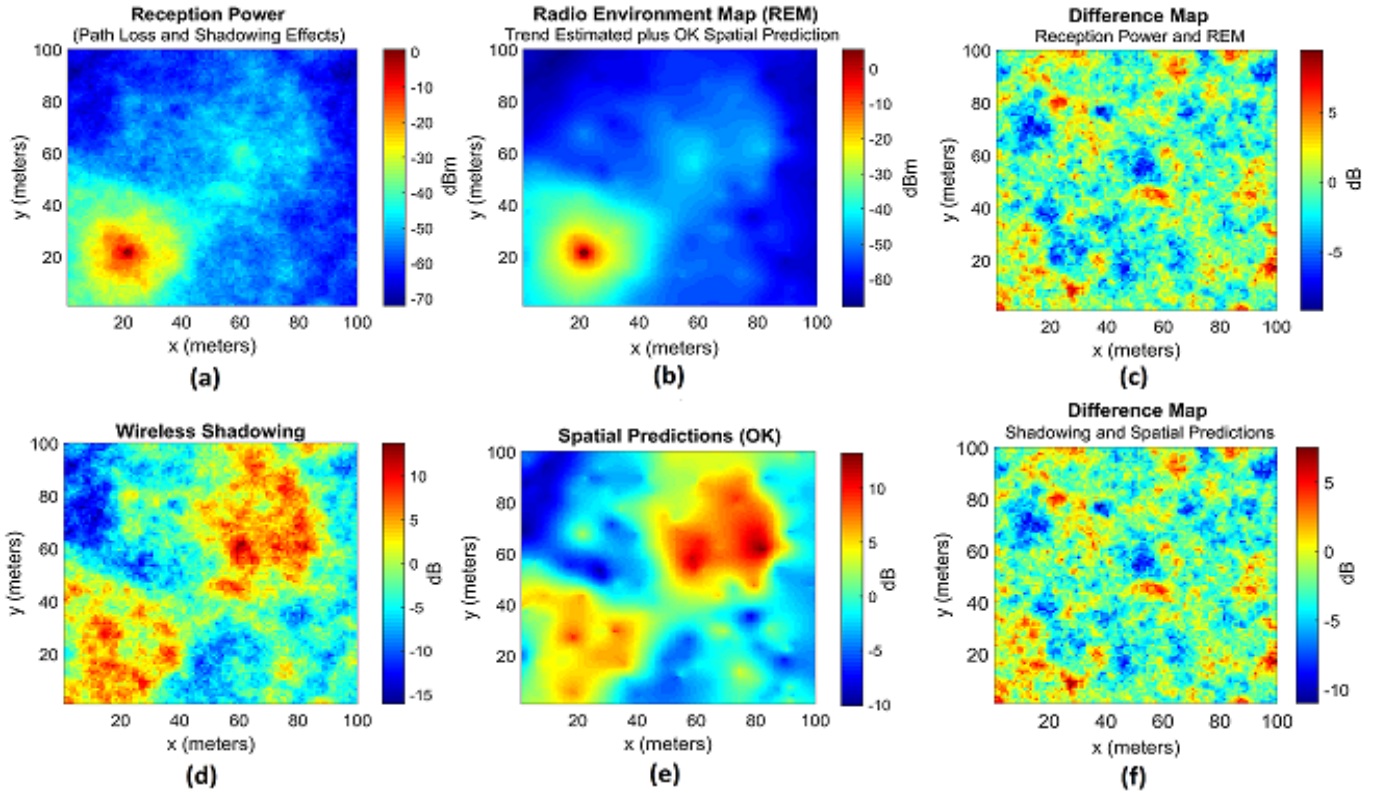 Reception Power
(Path Loss and Shadowing Effects)
100
80
60
40
20
20 40 60 80 100
x (meters)
y (meters)
0
-10
-20
-30
-40
-50
-60
-70
dBm
(a)
Radio Environment Map (REM)
Trend Estimated plus OK Spatial Prediction
100
80
60
40
20
20 40 60 80 100
x (meters)
y (meters)
0
-10
-20
-30
-40
-50
-60
dBm
(b)
Difference Map
Reception Power and REM
100
80
60
40
20
20 40 60 80 100
x (meters)
y (meters)
5
0
-5
dB
(c)
Wireless Shadowing
100
80
60
40
20
20 40 60 80 100
x (meters)
y (meters)
10
5
0
-5
-10
-15
dB
(d)
Spatial Predictions (OK)
100
80
60
40
20
20 40 60 80 100
x (meters)
y (meters)
10
5
0
-5
-10
dB
(e)
Difference Map
Shadowing and Spatial Predictions
100
80
60
40
20
20 40 60 80 100
x (meters)
y (meters)
5
0
-5
-10
dB
(f)